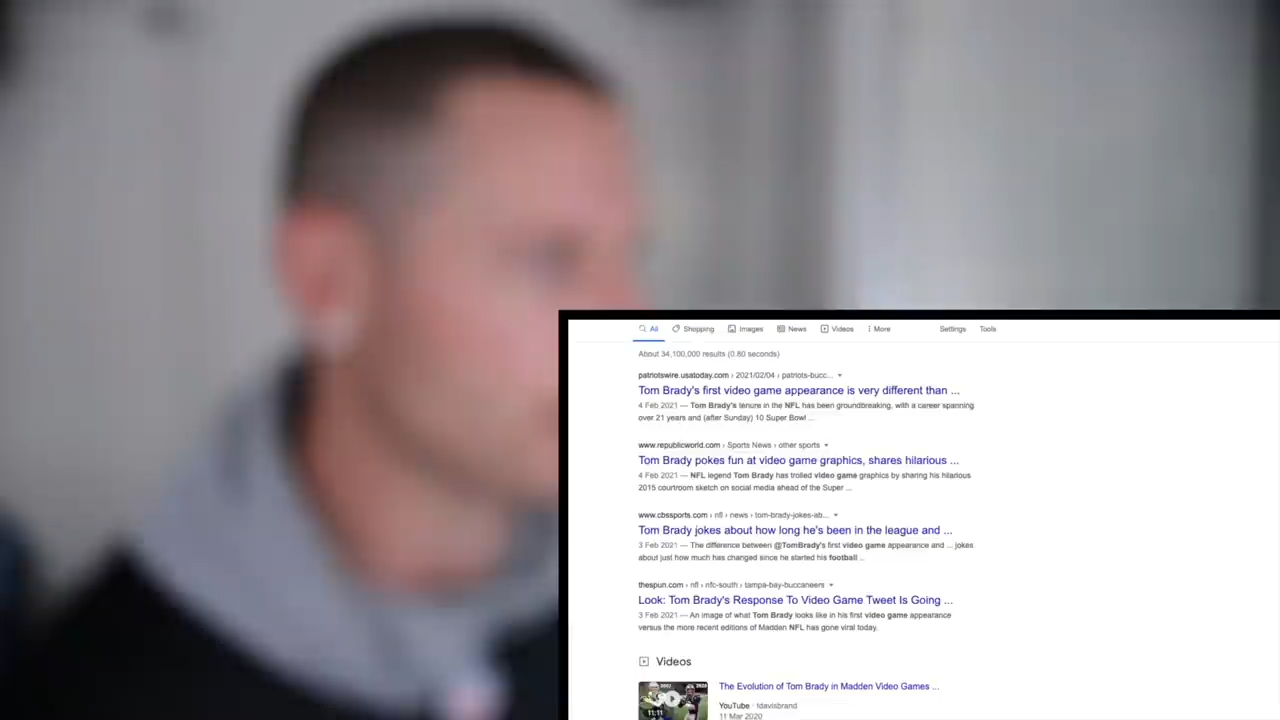 All Shopping Images News Videos More Settings Tools
About 34,100,000 results (0.80 seconds)
patriotswire.usatoday.com › 2021/02/04 › patriots-bucc...
Tom Brady's first video game appearance is very different than ...
4 Feb 2021 — Tom Brady's tenure in the NFL has been groundbreaking, with a career spanning
over 21 years and (after Sunday) 10 Super Bowl ...
www.republicworld.com › Sports News › other sports
Tom Brady pokes fun at video game graphics, shares hilarious ...
4 Feb 2021 — NFL legend Tom Brady has trolled video game graphics by sharing his hilarious
2015 courtroom sketch on social media ahead of the Super ...
www.cbssports.com › nfl › news › tom-brady-jokes-ab...
Tom Brady jokes about how long he's been in the league and ...
3 Feb 2021 — The difference between @TomBrady's first video game appearance and ... jokes
about just how much has changed since he started his football ...
thespun.com › nfl › nfc-south › tampa-bay-buccaneers
Look: Tom Brady's Response To Video Game Tweet Is Going ...
3 Feb 2021 — An image of what Tom Brady looks like in his first video game appearance
versus the more recent editions of Madden NFL has gone viral today.
Videos
The Evolution of Tom Brady in Madden Video Games ...
YouTube · tdavisbrand
11 Mar 2020
11:11